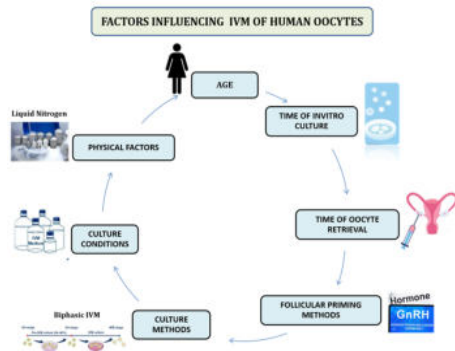 FACTORS INFLUENCING IVM OF HUMAN OOCYTES
AGE
TIME OF INVITRO
CULTURE
TIME OF OOCYTE
RETRIEVAL
FOLLICULAR PRIMING
METHODS
Hormone
GnRH
CULTURE
METHODS
Biphasic IVM
CULTURE
CONDITIONS
PHYSICAL FACTORS
Liquid Nitrogen